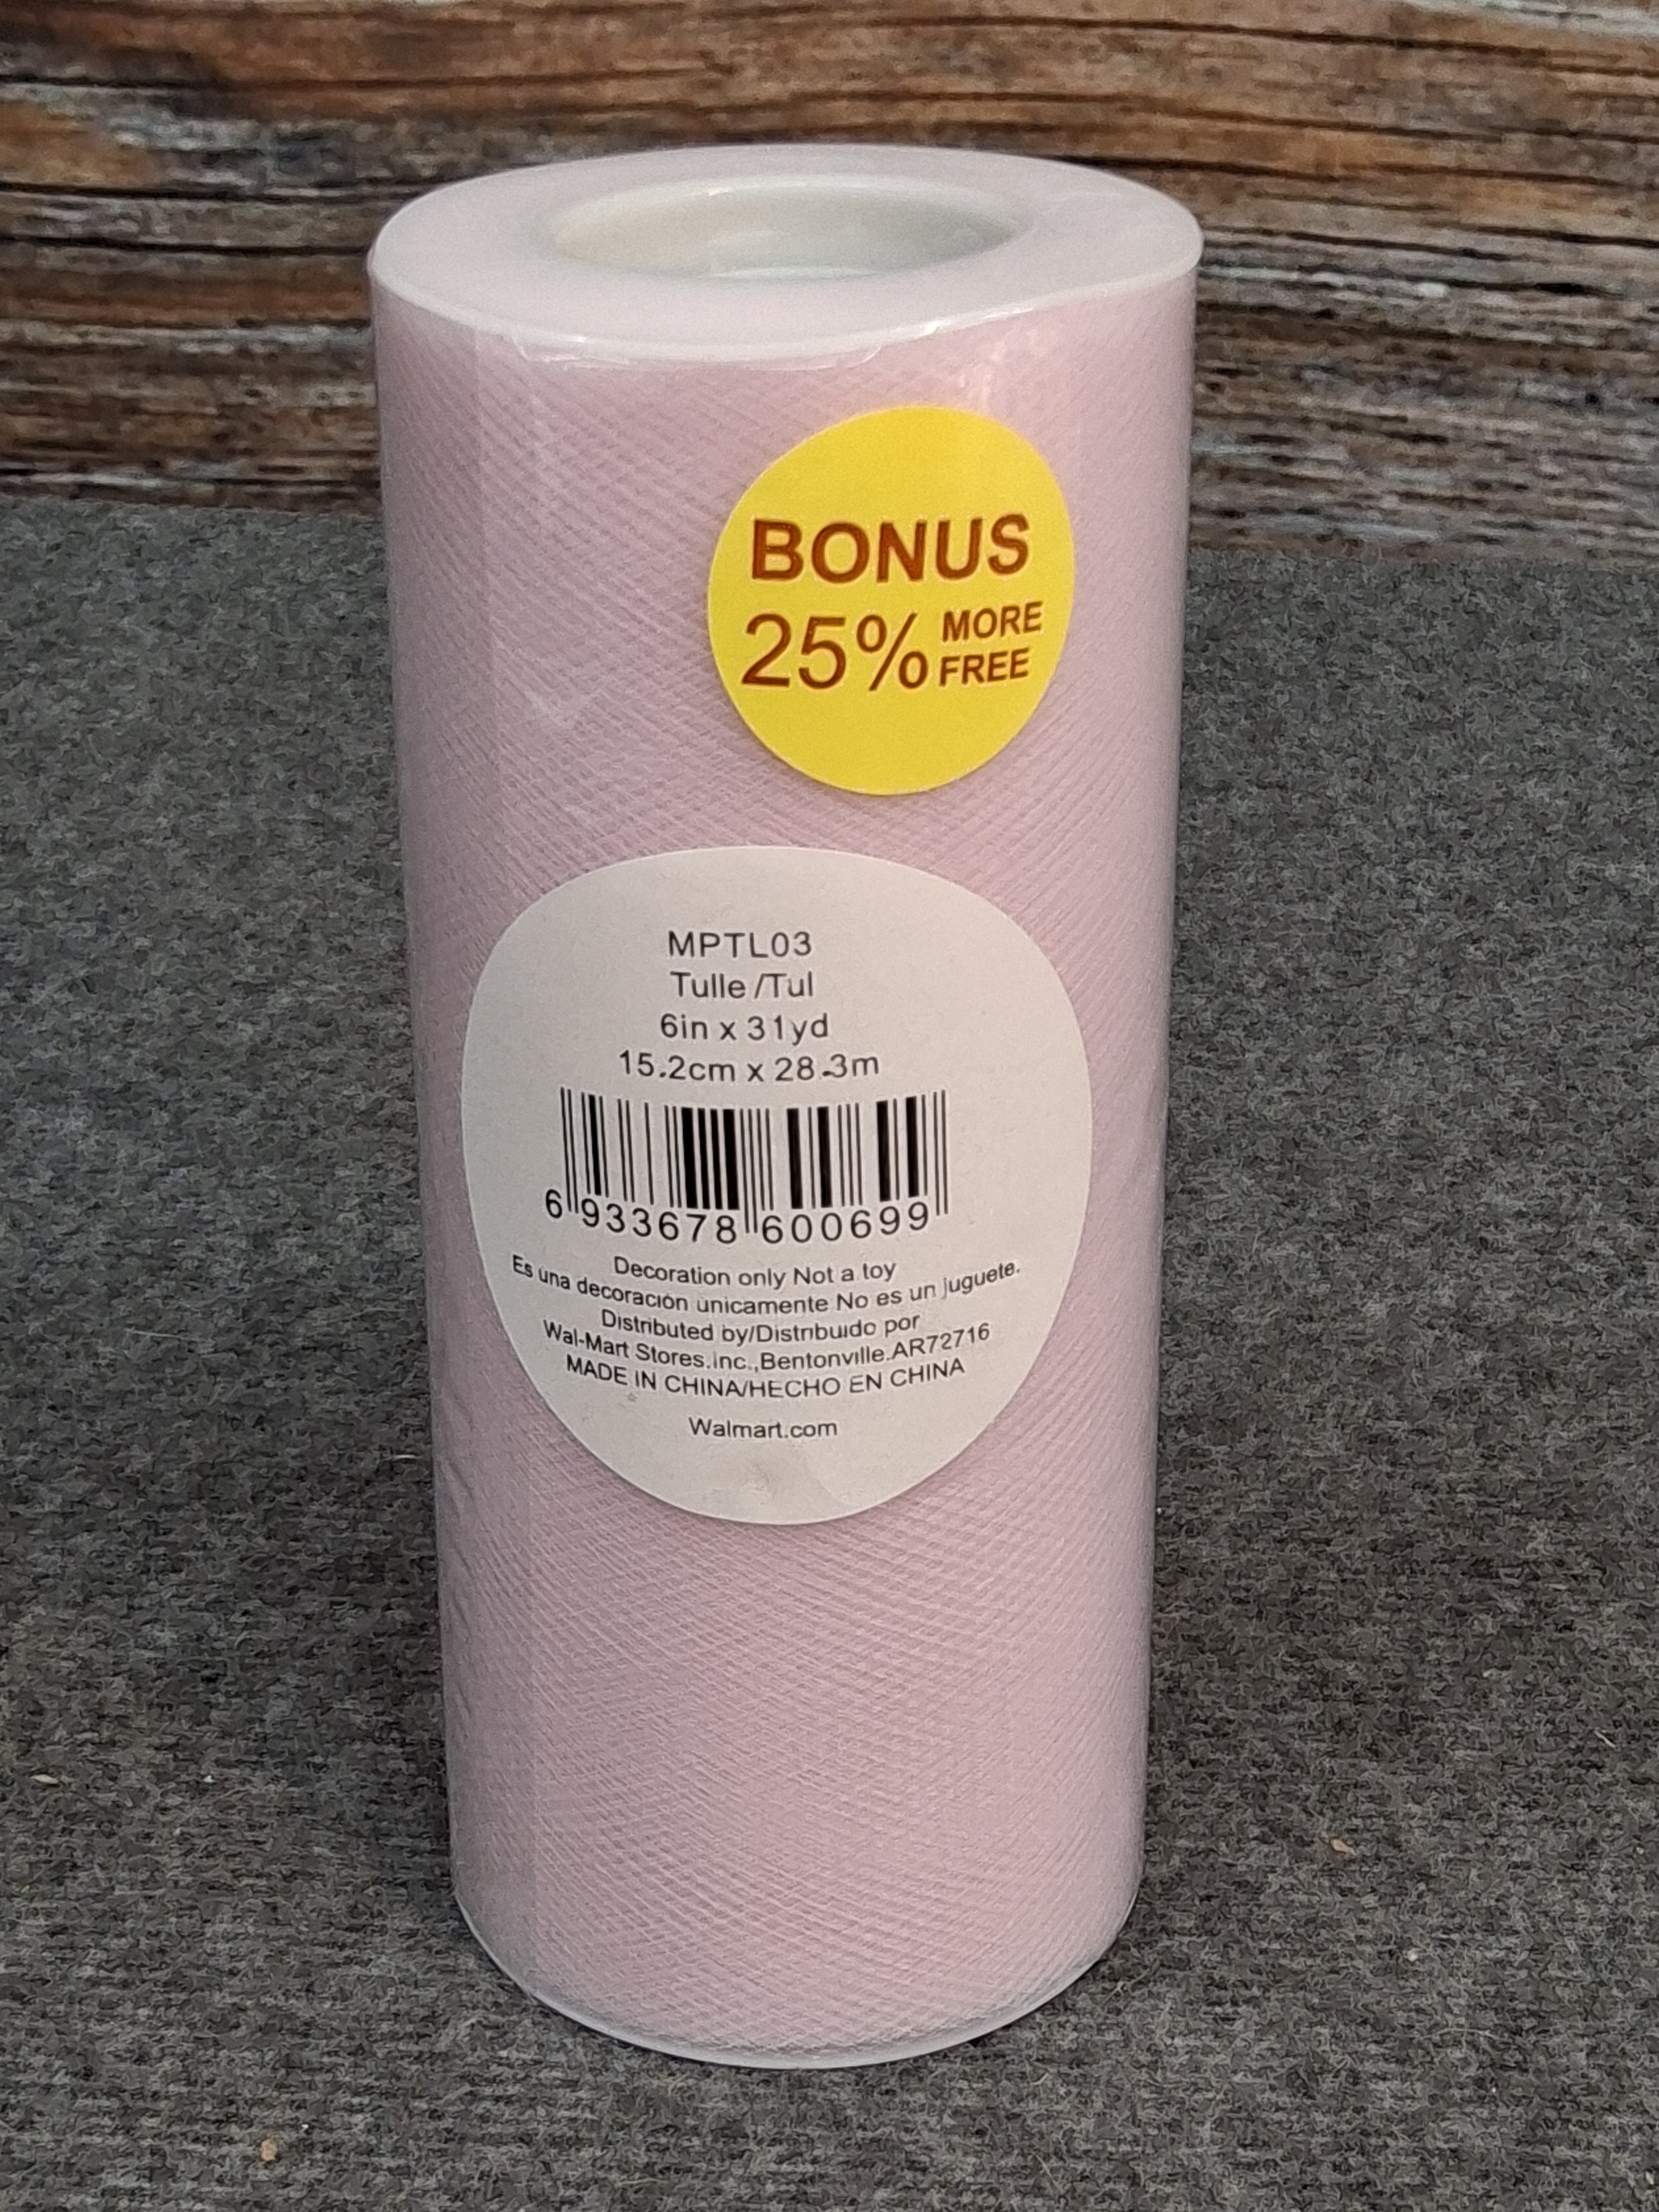 BONUS
25% MORE
FREE
MPTL03
Tulle /Tul
6in x 31yd
15.2cm x 28.3m
6 933678 600699
Decoration only Not a toy
Es una decoración únicamente No es un juguete.
Distributed by/Distribuido por
Wal-Mart Stores.Inc.,Bentonville.AR72716
MADE IN CHINA/HECHO EN CHINA
Walmart.com